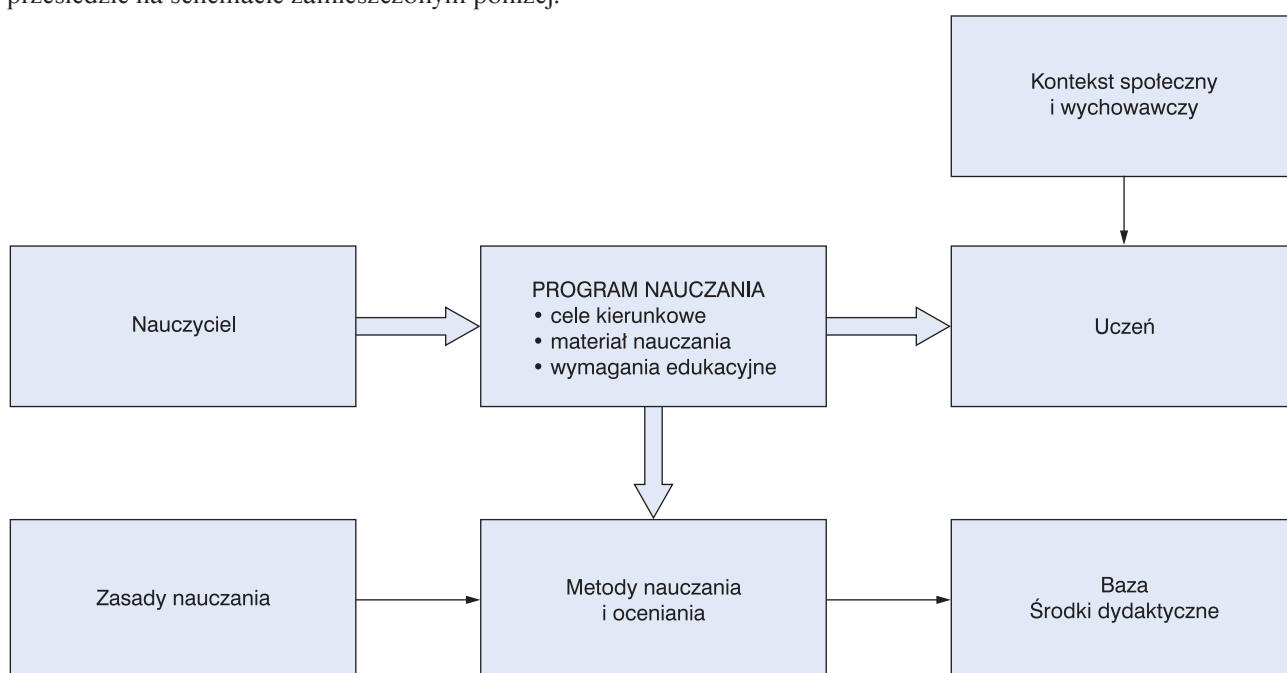 Kontekst społeczny
i wychowawczy
Nauczyciel
PROGRAM NAUCZANIA
• cele kierunkowe
• materiał nauczania
• wymagania edukacyjne
Uczeń
Zasady nauczania
Metody nauczania
i oceniania
Baza
Środki dydaktyczne